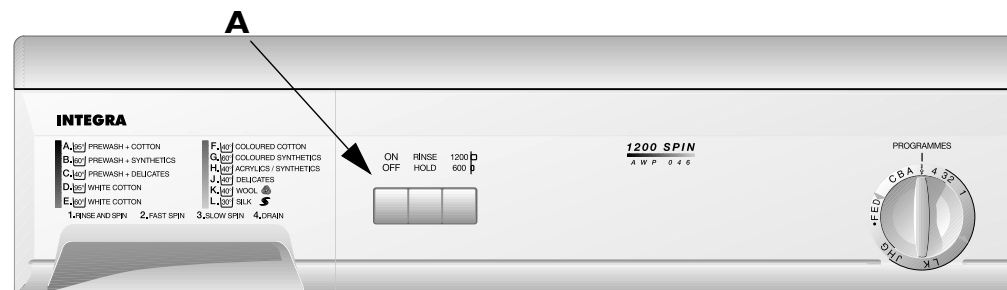 A
INTEGRA
A. 95° PREWASH + COTTON
B. 60° PREWASH + SYNTHETICS
C. 40° PREWASH + DELICATES
D. 95° WHITE COTTON
E. 60° WHITE COTTON
F. 40° COLOURED COTTON
G. 60° COLOURED SYNTHETICS
H. 40° ACRYLICS / SYNTHETICS
J. 40° DELICATES
K. 40° WOOL
L. 30° SILK
1. RINSE AND SPIN 2. FAST SPIN 3. SLOW SPIN 4. DRAIN
ON RINSE 1200
OFF HOLD 600
1200 SPIN
AWP 046
PROGRAMMES
• F E D C B A 4 3 2 1
J H G L K